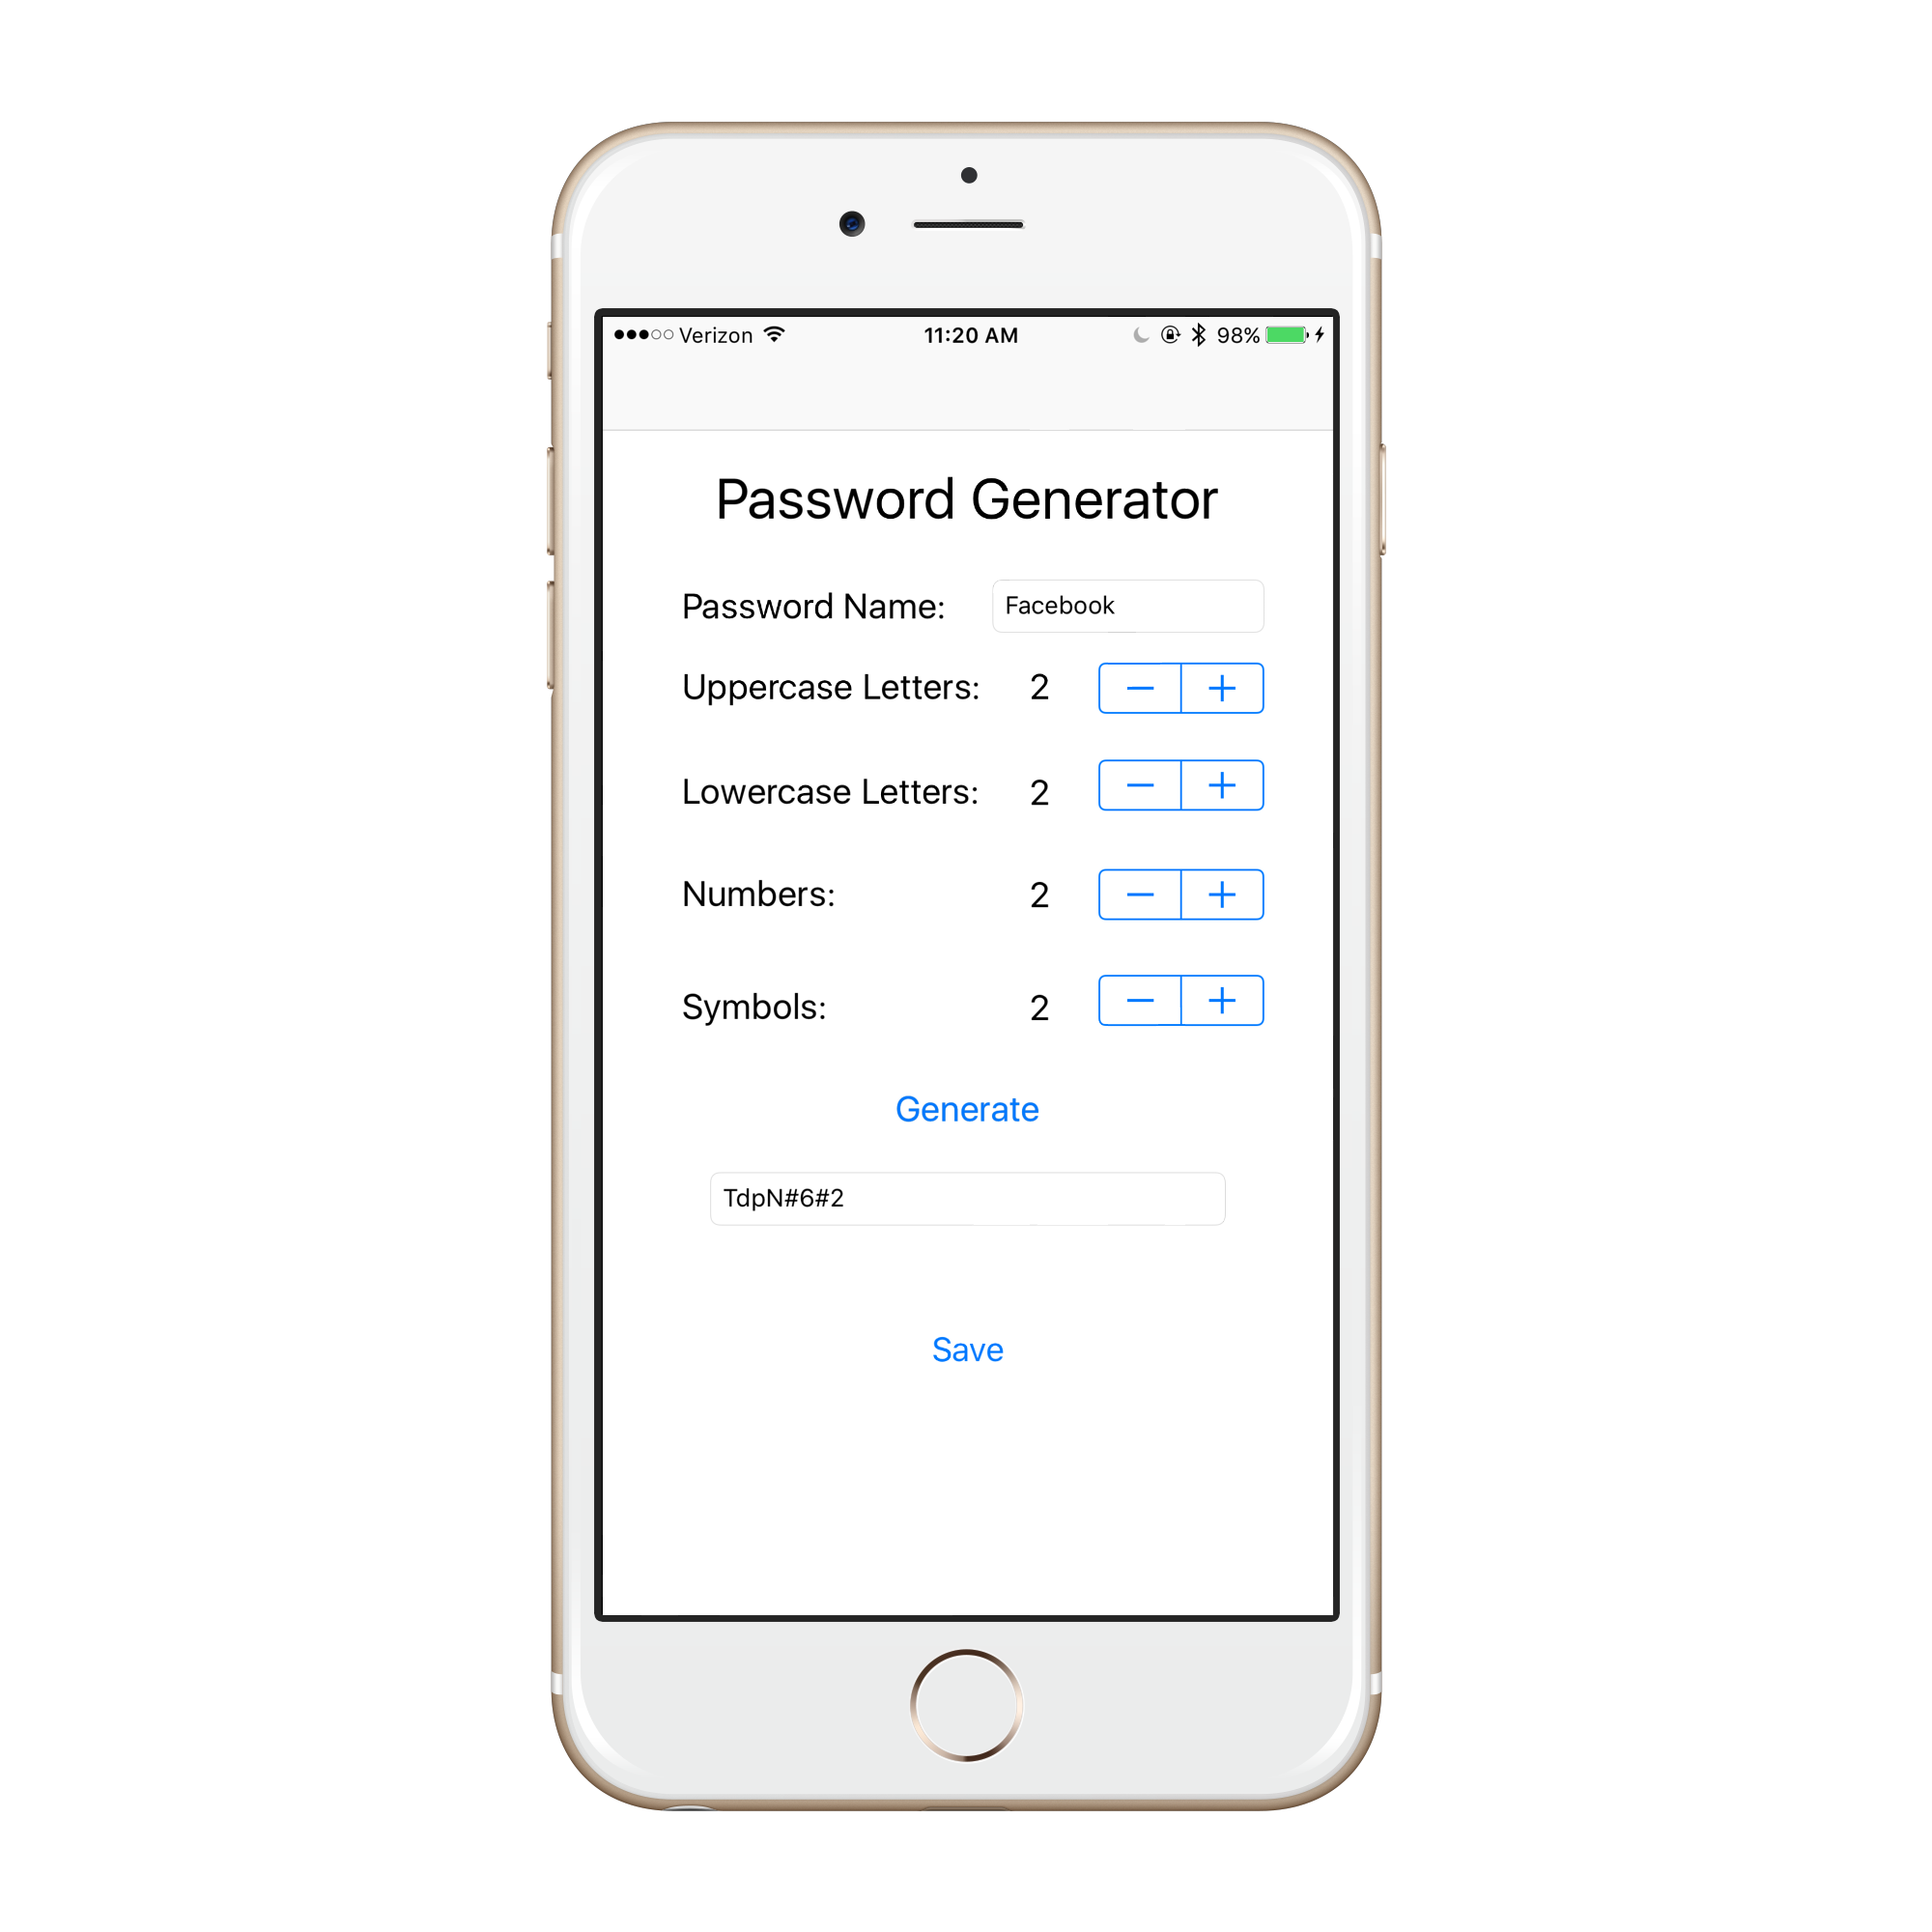 Verizon 11:20 AM 98%
Password Generator
Password Name: Facebook
Uppercase Letters: 2
Lowercase Letters: 2
Numbers: 2
Symbols: 2
Generate
TdpN#6#2
Save